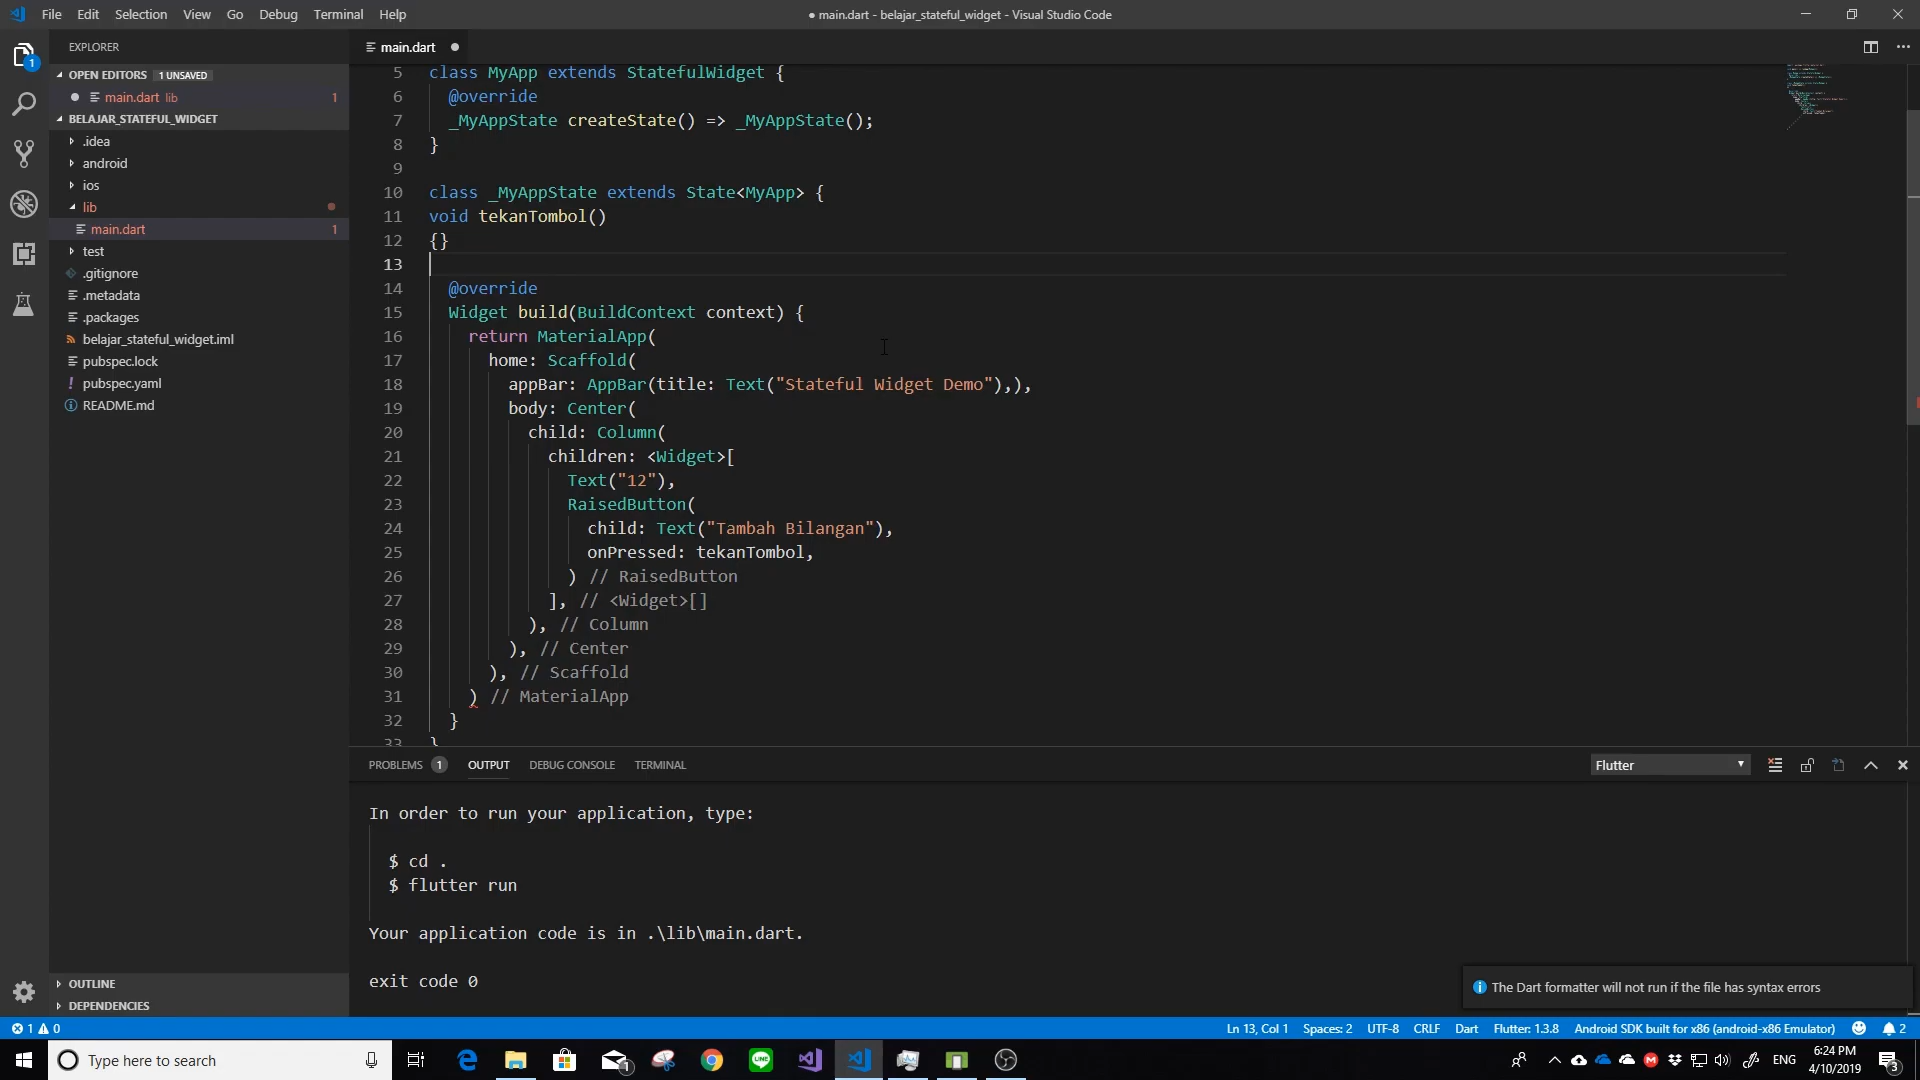 File Edit Selection View Go Debug Terminal Help
● main.dart - belajar_stateful_widget - Visual Studio Code
EXPLORER
OPEN EDITORS 1 UNSAVED
main.dart lib 1
BELAJAR_STATEFUL_WIDGET
.idea
android
ios
lib
main.dart 1
test
.gitignore
.metadata
.packages
belajar_stateful_widget.iml
pubspec.lock
! pubspec.yaml
README.md
OUTLINE
DEPENDENCIES
1
main.dart ●
5 class MyApp extends StatefulWidget {
6 @override
7 _MyAppState createState() => _MyAppState();
8 }
9
10 class _MyAppState extends State<MyApp> {
11 void tekanTombol()
12 {}
13
14 @override
15 Widget build(BuildContext context) {
16 return MaterialApp(
17 home: Scaffold(
18 appBar: AppBar(title: Text("Stateful Widget Demo"),),
19 body: Center(
20 child: Column(
21 children: <Widget>[
22 Text("12"),
23 RaisedButton(
24 child: Text("Tambah Bilangan"),
25 onPressed: tekanTombol,
26 ) // RaisedButton
27 ], // <Widget>[]
28 ), // Column
29 ), // Center
30 ), // Scaffold
31 ) // MaterialApp
32 }
33 }
PROBLEMS 1 OUTPUT DEBUG CONSOLE TERMINAL
Flutter
In order to run your application, type:
$ cd .
$ flutter run
Your application code is in .\lib\main.dart.
exit code 0
The Dart formatter will not run if the file has syntax errors
1 0
Ln 13, Col 1 Spaces: 2 UTF-8 CRLF Dart Flutter: 1.3.8 Android SDK built for x86 (android-x86 Emulator) 2
Type here to search
1
LINE
ENG
6:24 PM
4/10/2019
3